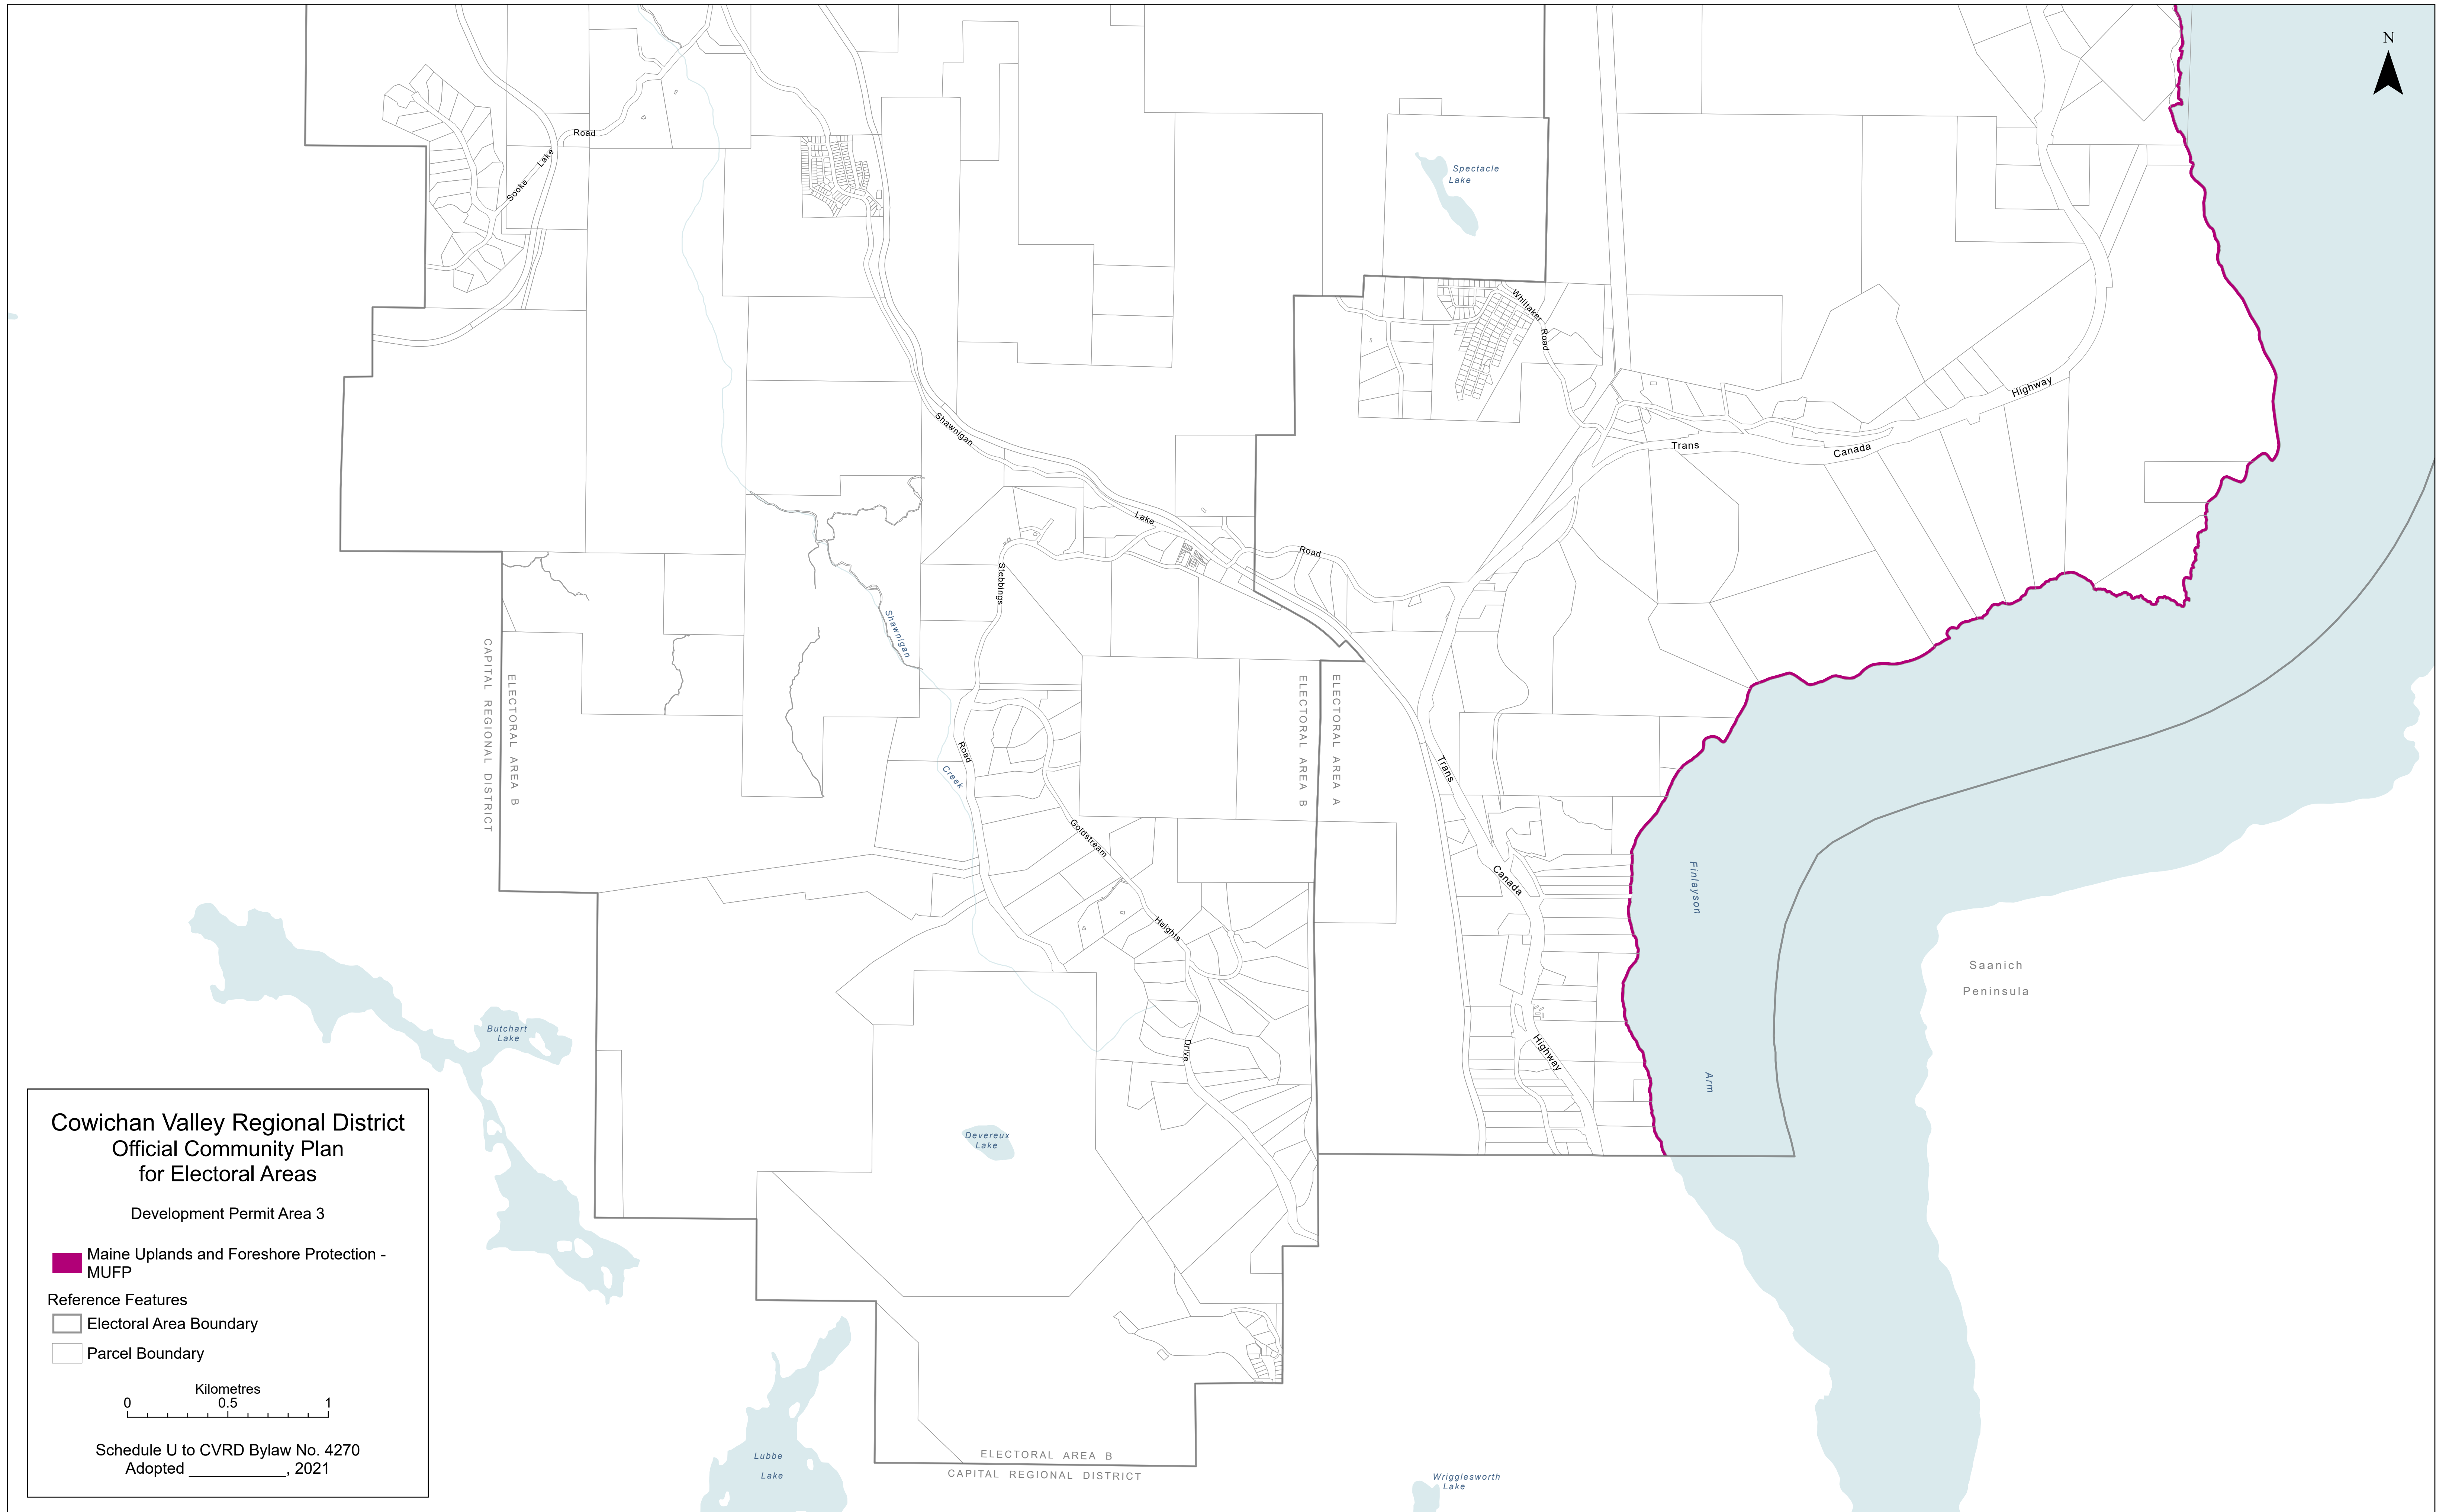 N
Road
Lake
Sooke
Spectacle
Lake
Whittaker
Road
Highway
Trans
Canada
Shawnigan
Lake
Road
Stebbings
Shawnigan
CAPITAL REGIONAL DISTRICT
ELECTORAL AREA B
ELECTORAL AREA B
ELECTORAL AREA A
Road
Creek
Trans
Goldstream
Canada
Finlayson
Heights
Saanich
Peninsula
Butchart
Lake
Drive
Highway
Arm
Devereux
Lake
Cowichan Valley Regional District
Official Community Plan
for Electoral Areas
Development Permit Area 3
Maine Uplands and Foreshore Protection -
MUFP
Reference Features
Electoral Area Boundary
Parcel Boundary
Kilometres
0 0.5 1
Schedule U to CVRD Bylaw No. 4270
Adopted ___________, 2021
Lubbe
Lake
ELECTORAL AREA B
CAPITAL REGIONAL DISTRICT
Wrigglesworth
Lake